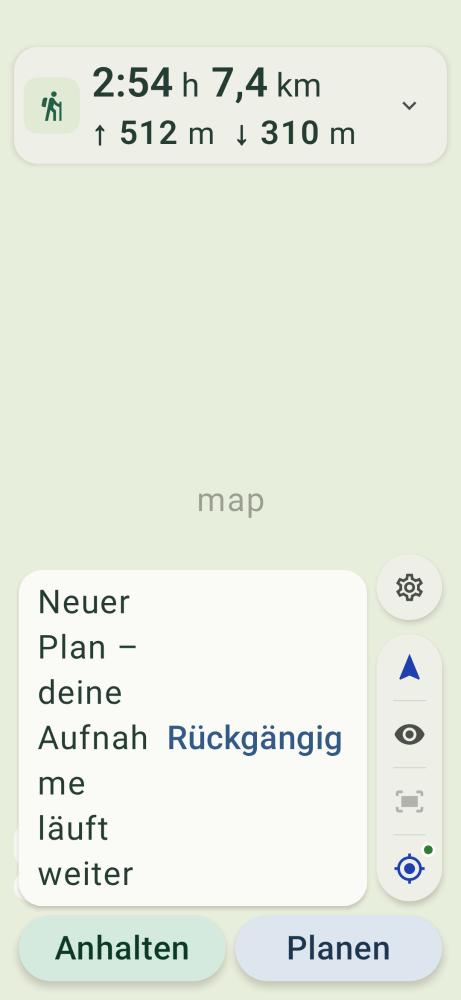 2:54 h 7,4 km
↑ 512 m ↓ 310 m
map
Neuer
Plan –
deine
Aufnah
me
läuft
weiter
Rückgängig
Anhalten
Planen